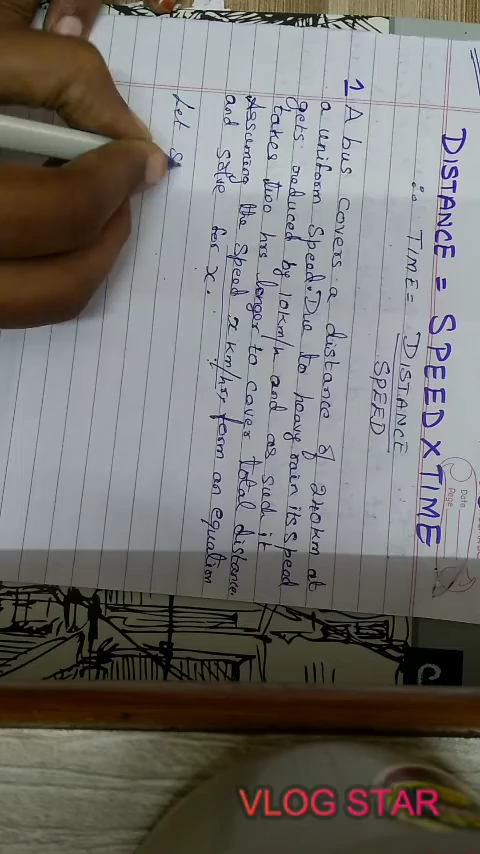 DISTANCE = SPEED X TIME
∴ TIME = DISTANCE
SPEED
Date
Page
1 A bus covers a distance of 240km at
a uniform speed. Due to heavy rain its speed
gets reduced by 10km/h and as such it
takes two hrs longer to cover total distance.
Assuming the speed x km/hr, form an equation
and solve for x.
Let S
VLOG STAR